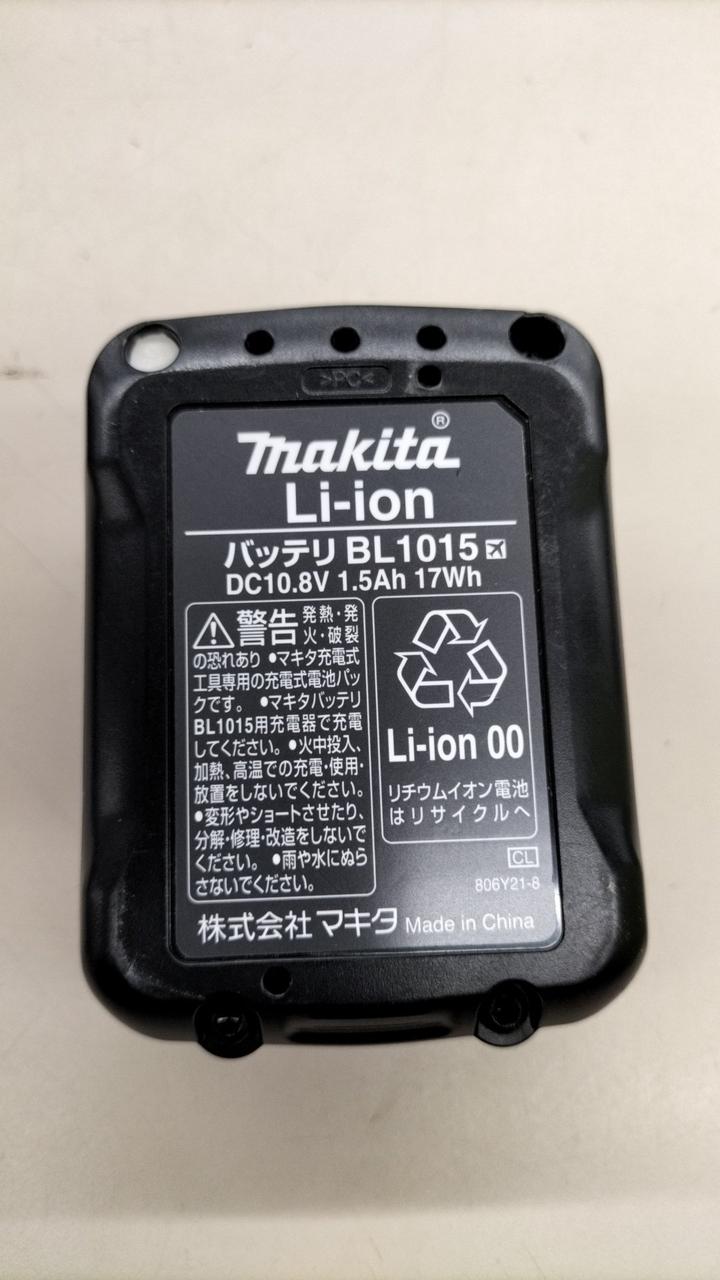 >PC<
makita®
Li-ion
バッテリ BL1015
DC10.8V 1.5Ah 17Wh
警告 発熱・発
火・破裂
の恐れあり ●マキタ充電式
工具専用の充電式電池パッ
クです。 ●マキタバッテリ
BL1015用充電器で充電
してください。●火中投入、
加熱、高温での充電・使用・
放置をしないでください。
●変形やショートさせたり、
分解・修理・改造をしないで
ください。 ●雨や水にぬら
さないでください。
Li-ion 00
リチウムイオン電池
はリサイクルへ
CL
806Y21-8
株式会社 マキタ Made in China